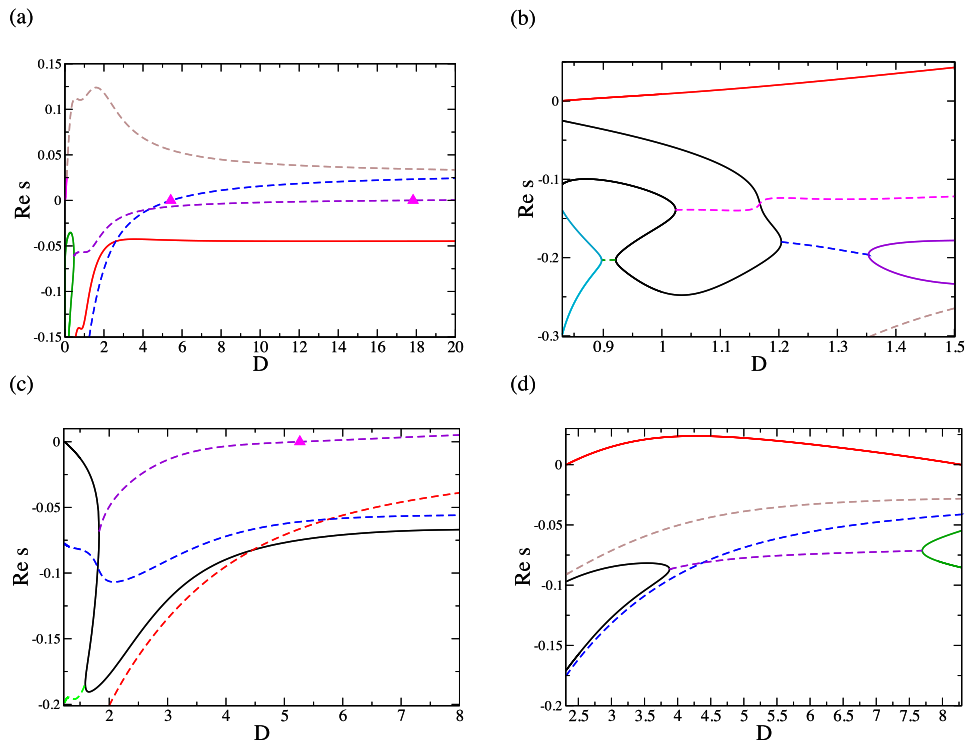 (a)
(b)
0.15
0.1
0.05
0
-0.05
-0.1
-0.15
Re s
0 2 4 6 8 10 12 14 16 18 20
D
0
-0.1
-0.2
-0.3
Re s
0.9 1 1.1 1.2 1.3 1.4 1.5
D
(c)
(d)
0
-0.05
-0.1
-0.15
-0.2
Re s
2 3 4 5 6 7 8
D
0
-0.05
-0.1
-0.15
-0.2
Re s
2.5 3 3.5 4 4.5 5 5.5 6 6.5 7 7.5 8
D